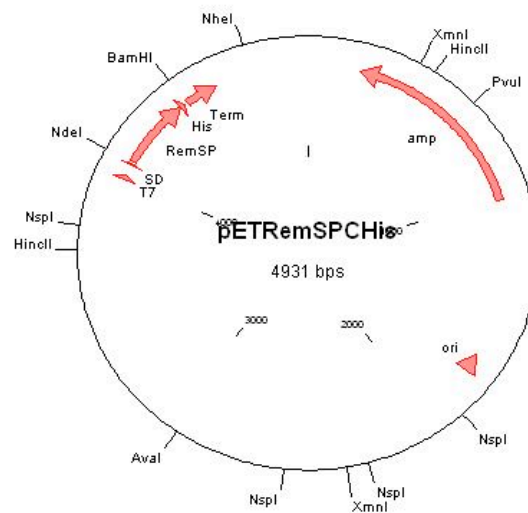 NheI
XmnI
HincII
BamHI
PvuI
Term
His
amp
RemSP
NdeI
SD
T7
NspI
HincII
pETRemSPCHis
4931 bps
3000
2000
ori
NspI
AvaI
NspI
NspI
XmnI